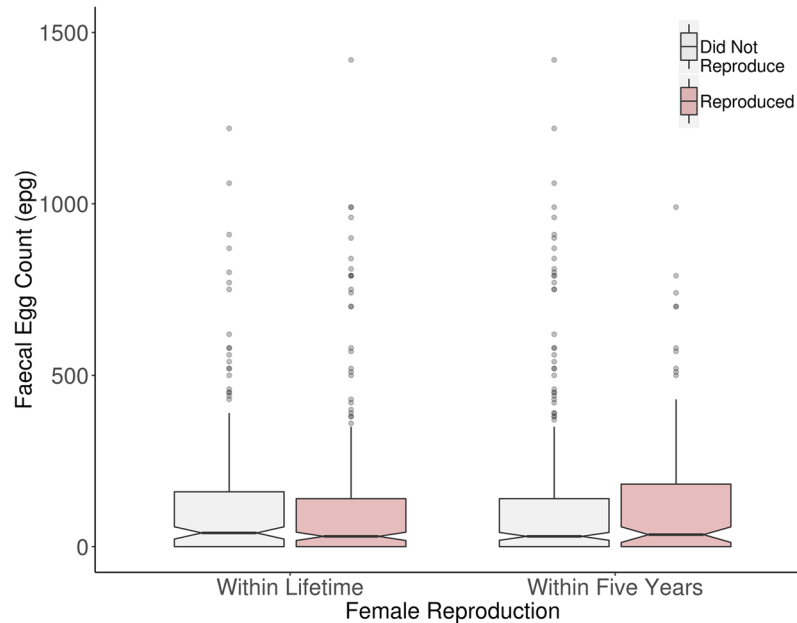 1500
1000
500
0
Faecal Egg Count (epg)
Did Not
Reproduce
Reproduced
Within Lifetime
Within Five Years
Female Reproduction